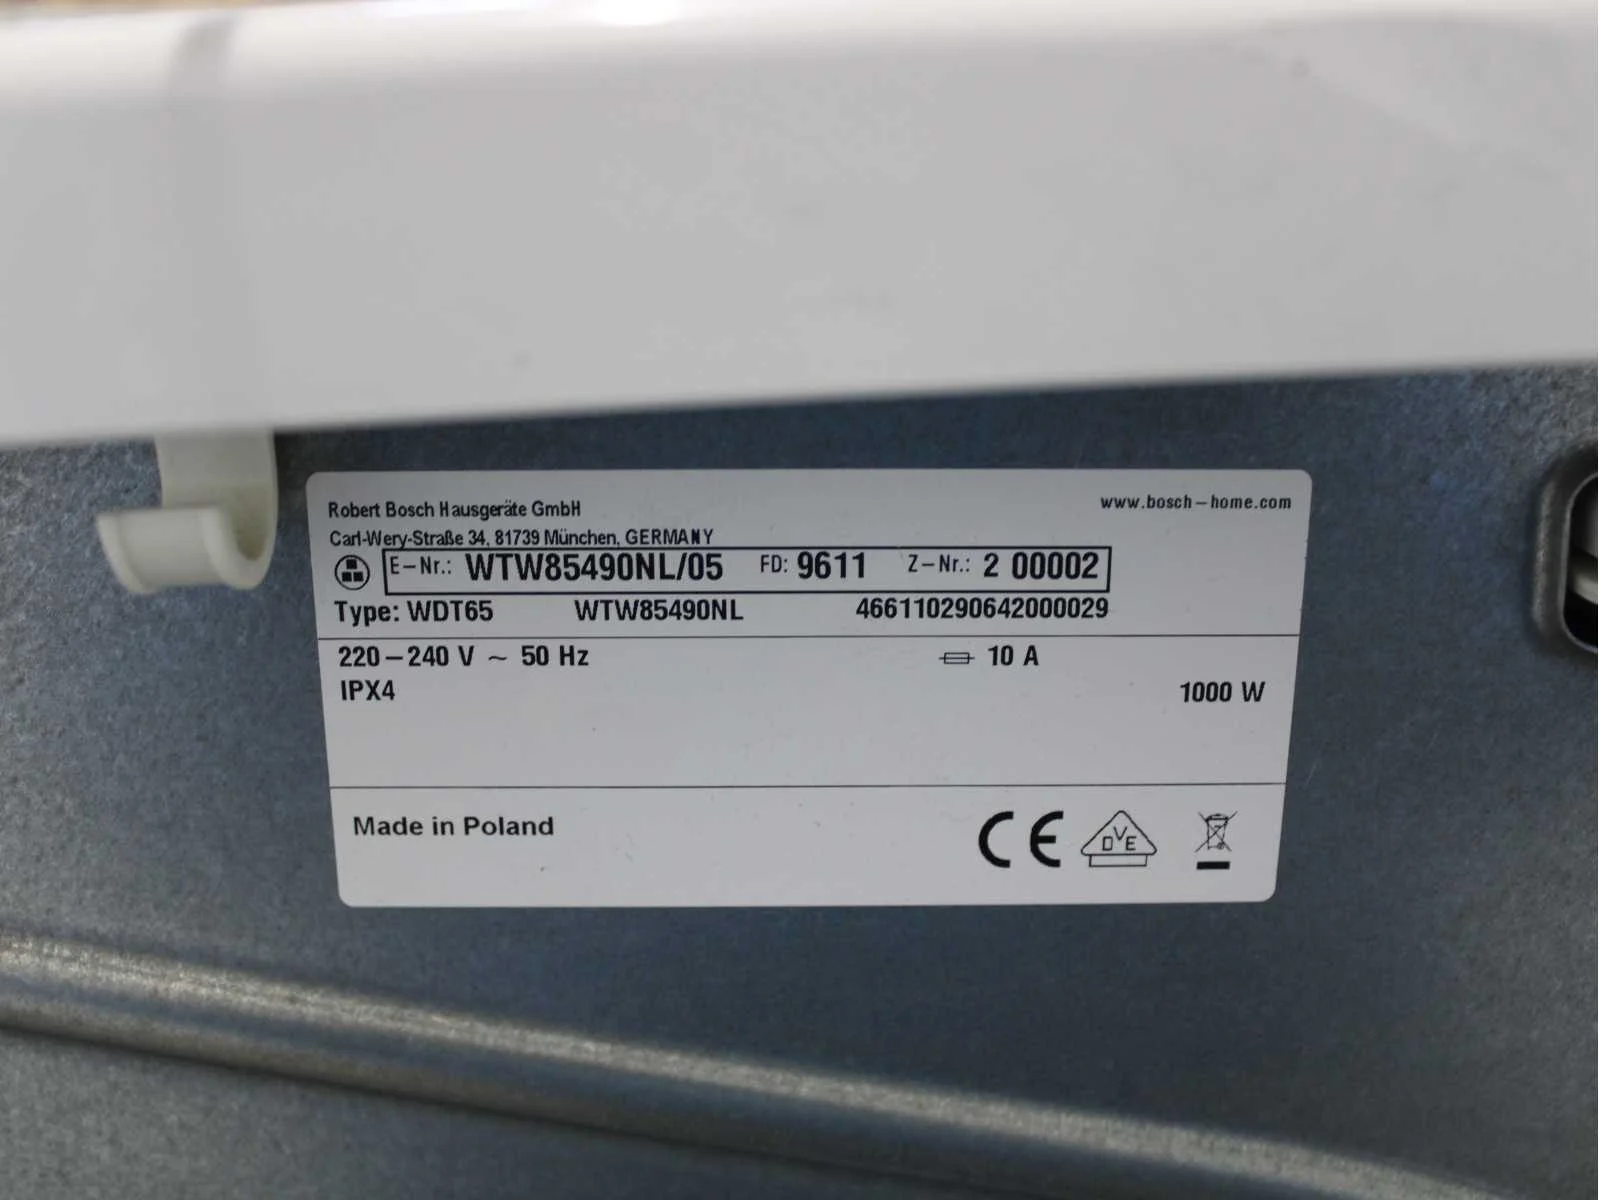 Robert Bosch Hausgeräte GmbH
www.bosch-home.com
Carl-Wery-Straße 34, 81739 München, GERMANY
E-Nr.: WTW85490NL/05 FD: 9611 Z-Nr.: 2 00002
Type: WDT65 WTW85490NL 466110290642000029
220-240 V ~ 50 Hz 10 A
IPX4 1000 W
Made in Poland CE DVE